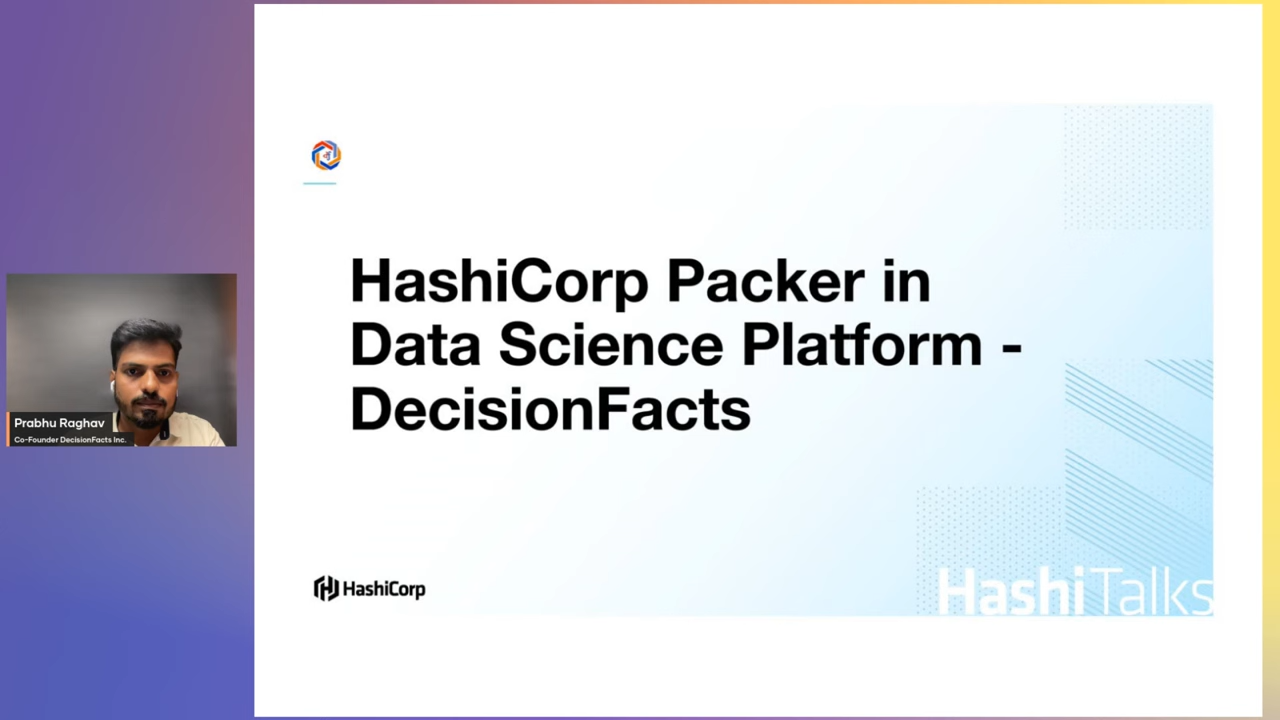 HashiCorp Packer in
Data Science Platform -
DecisionFacts
Prabhu Raghav
Co-Founder DecisionFacts Inc.
HashiCorp
HashiTalks